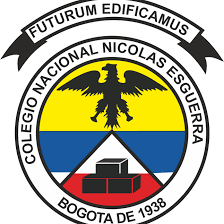 FUTURUM EDIFICAMUS
COLEGIO NACIONAL NICOLAS ESGUERRA
BOGOTA DE 1938